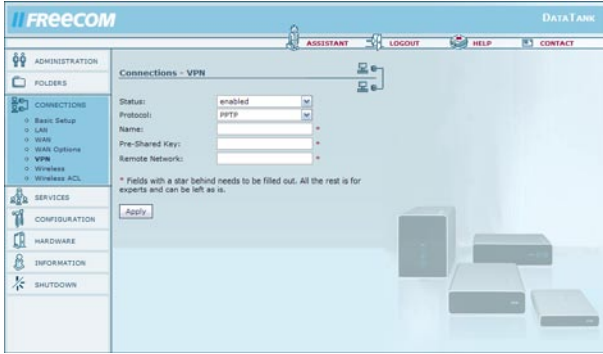 FREECOM
DATATANK
ASSISTANT LOGOUT HELP CONTACT
ADMINISTRATION
FOLDERS
CONNECTIONS
Basic Setup
LAN
WAN
WAN Options
VPN
Wireless
Wireless ACL
SERVICES
CONFIGURATION
HARDWARE
INFORMATION
SHUTDOWN
Connections - VPN
Status: enabled
Protocol: PPTP
Name: *
Pre-Shared Key: *
Remote Network: *
* Fields with a star behind needs to be filled out. All the rest is for
experts and can be left as is.
Apply